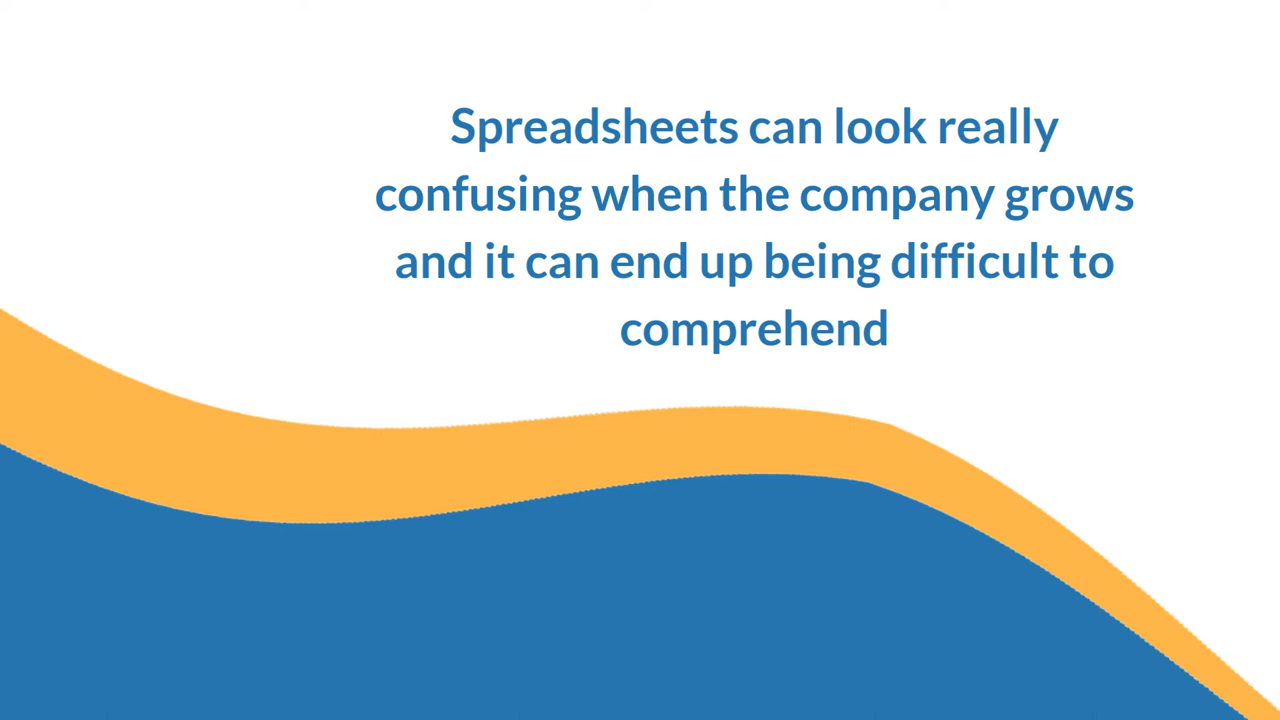 Spreadsheets can look really
confusing when the company grows
and it can end up being difficult to
comprehend